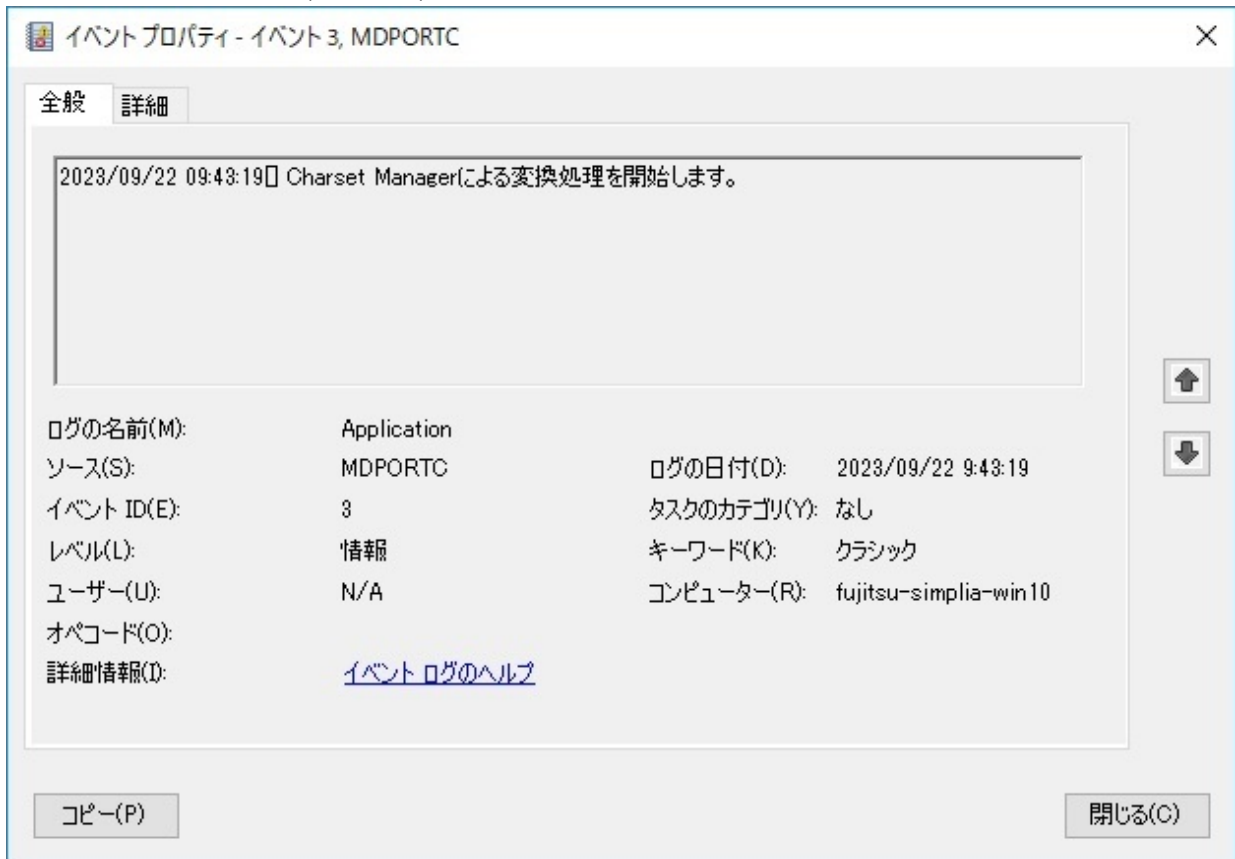 イベント プロパティ - イベント 3, MDPORTC
全般 詳細
2023/09/22 09:43:19▯ Charset Managerによる変換処理を開始します。
ログの名前(M): Application
ソース(S): MDPORTC ログの日付(D): 2023/09/22 9:43:19
イベント ID(E): 3 タスクのカテゴリ(Y): なし
レベル(L): 情報 キーワード(K): クラシック
ユーザー(U): N/A コンピューター(R): fujitsu-simplia-win10
オペコード(O):
詳細情報(I): イベント ログのヘルプ
コピー(P) 閉じる(C)